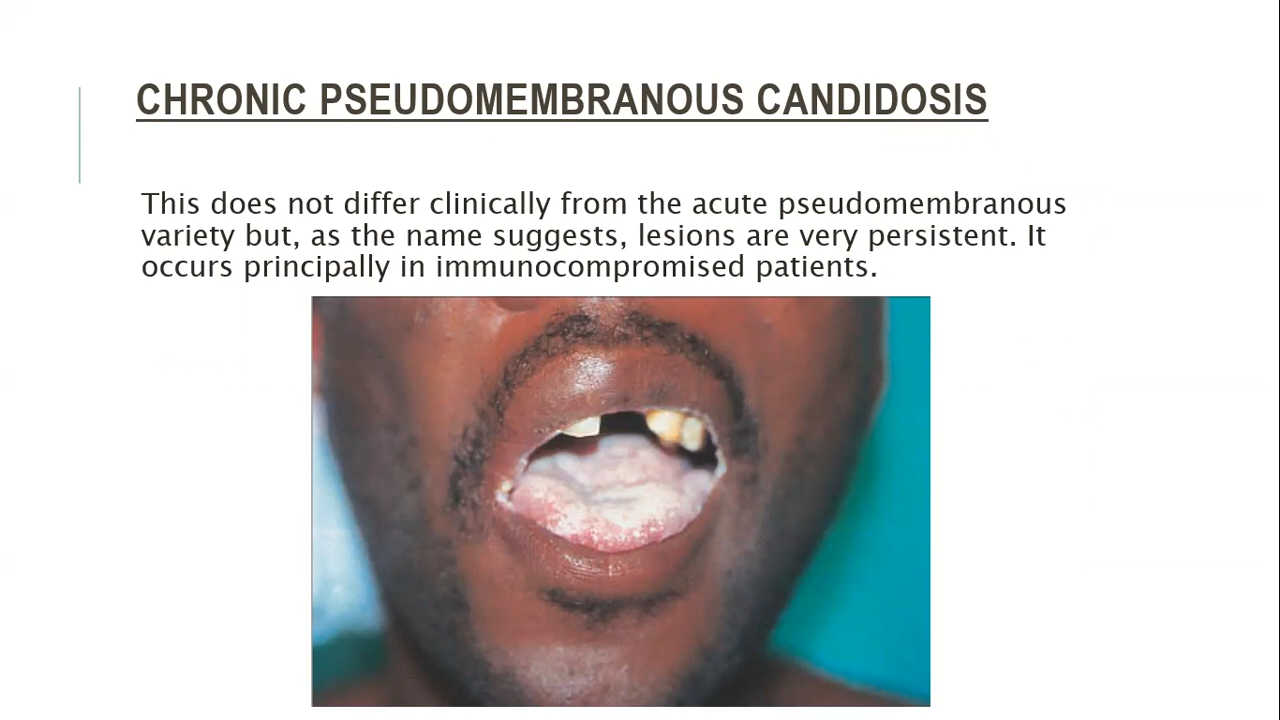 CHRONIC PSEUDOMEMBRANOUS CANDIDOSIS
This does not differ clinically from the acute pseudomembranous
variety but, as the name suggests, lesions are very persistent. It
occurs principally in immunocompromised patients.